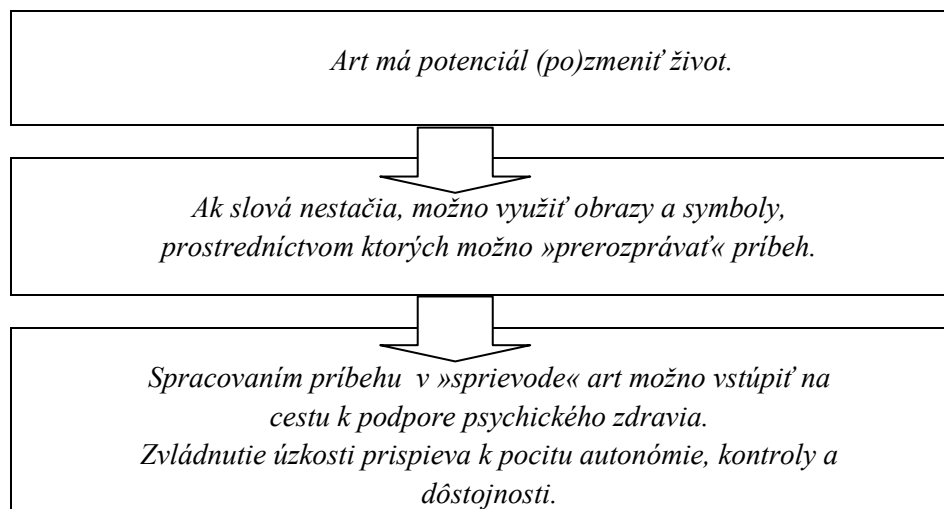 Art má potenciál (po)zmeniť život.
Ak slová nestačia, možno využiť obrazy a symboly,
prostredníctvom ktorých možno »prerozprávať« príbeh.
Spracovaním príbehu v »sprievode« art možno vstúpiť na
cestu k podpore psychického zdravia.
Zvládnutie úzkosti prispieva k pocitu autonómie, kontroly a
dôstojnosti.